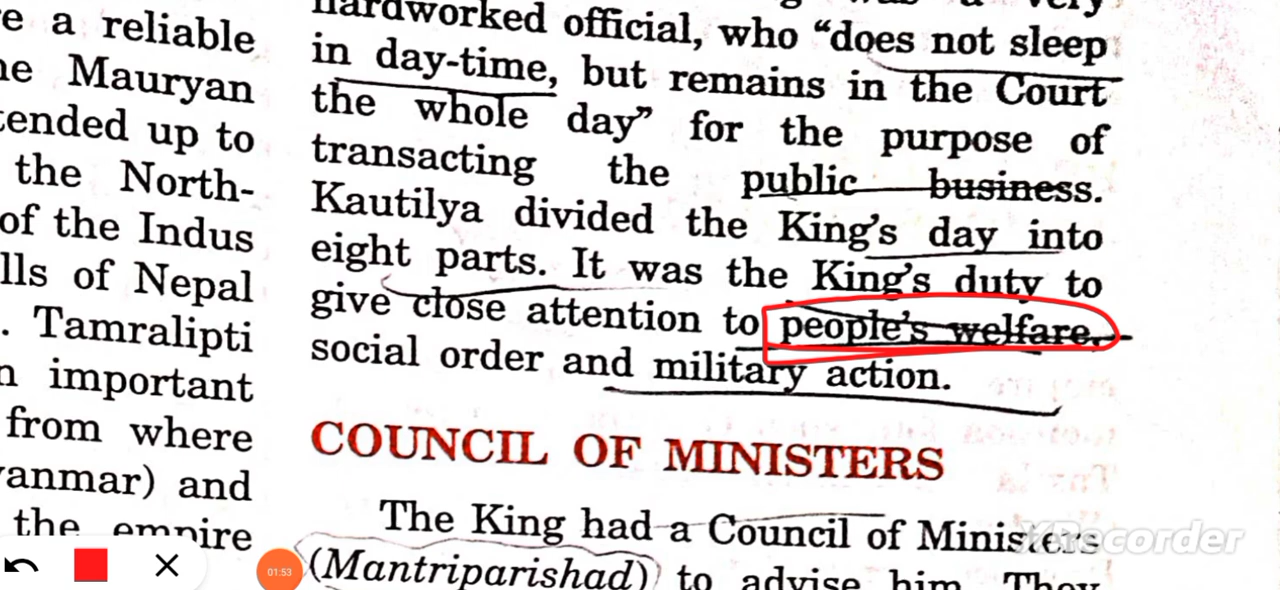 e a reliable
he Mauryan
tended up to
the North-
of the Indus
lls of Nepal
. Tamralipti
n important
from where
yanmar) and
the empire
hardworked official, who “does not sleep
in day-time, but remains in the Court
the whole day” for the purpose of
transacting the public business.
Kautilya divided the King’s day into
eight parts. It was the King’s duty to
give close attention to people’s welfare,
social order and military action.
COUNCIL OF MINISTERS
The King had a Council of Ministers
(Mantriparishad) to advise him. They
XRecorder
01:53